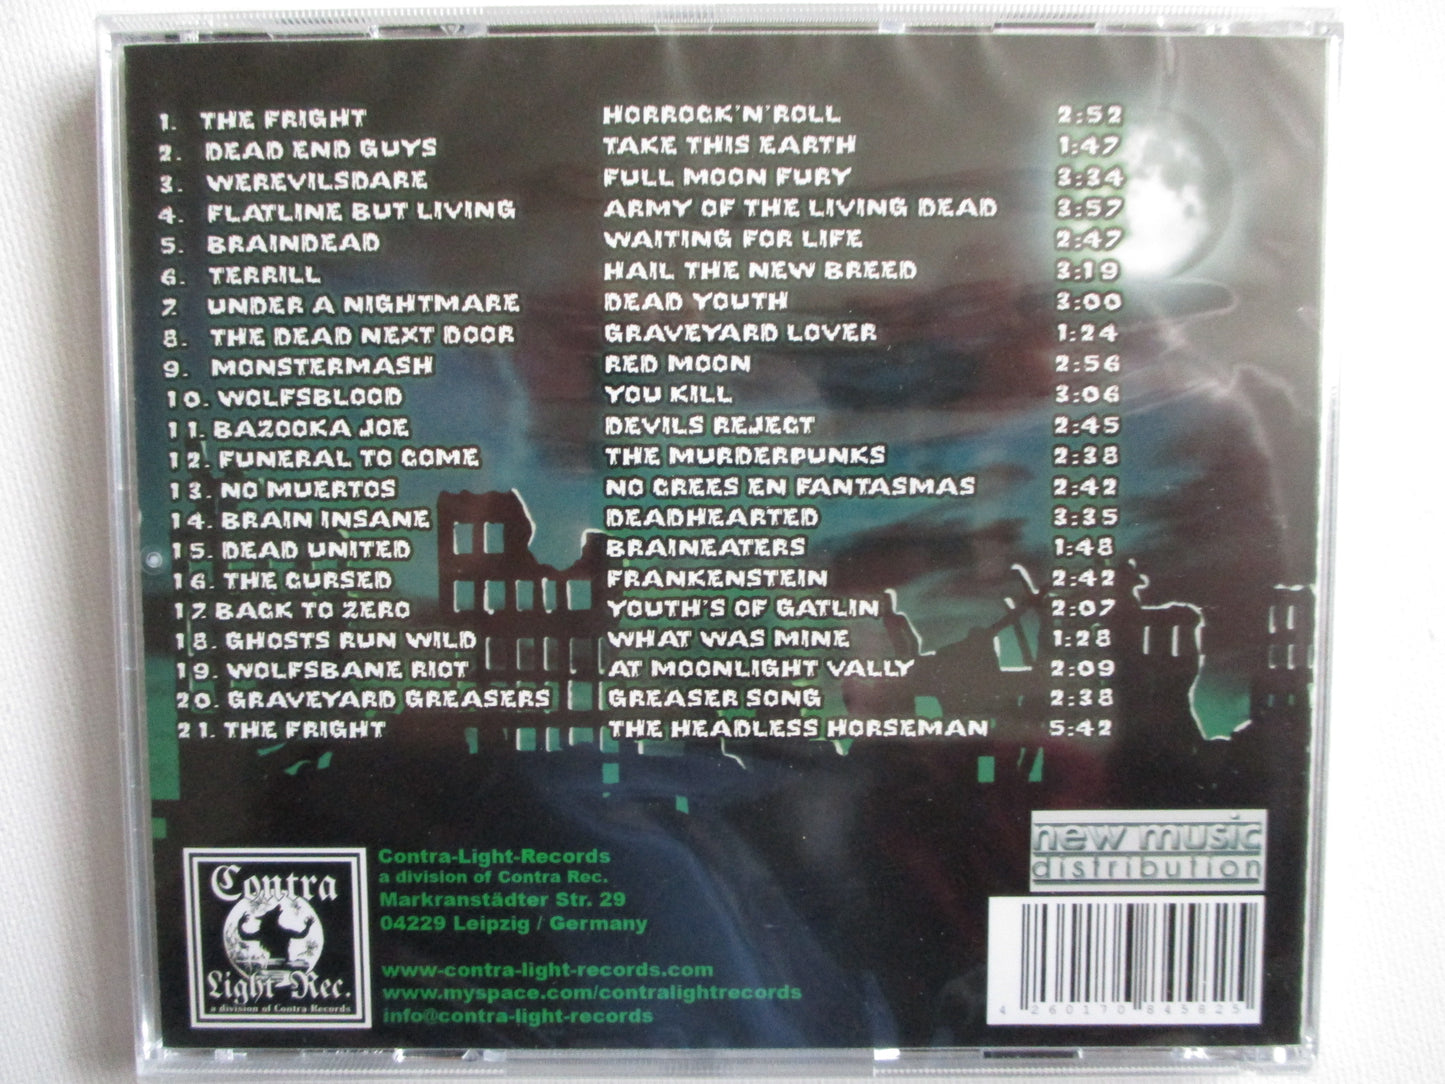 1. THE FRIGHT HORROCK'N'ROLL 2:52
2. DEAD END GUYS TAKE THIS EARTH 1:47
3. WEREVILSDARE FULL MOON FURY 3:34
4. FLATLINE BUT LIVING ARMY OF THE LIVING DEAD 3:57
5. BRAINDEAD WAITING FOR LIFE 2:47
6. TERRILL HAIL THE NEW BREED 3:19
7 UNDER A NIGHTMARE DEAD YOUTH 3:00
8. THE DEAD NEXT DOOR GRAVEYARD LOVER 1:24
9. MONSTERMASH RED MOON 2:56
10. WOLFSBLOOD YOU KILL 3:06
11. BAZOOKA JOE DEVILS REJECT 2:45
12. FUNERAL TO COME THE MURDERPUNKS 2:38
13. NO MUERTOS NO CREES EN FANTASMAS 2:42
14. BRAIN INSANE DEADHEARTED 3:35
15. DEAD UNITED BRAINEATERS 1:48
16. THE CURSED FRANKENSTEIN 2:42
17 BACK TO ZERO YOUTH'S OF GATLIN 2:07
18. GHOSTS RUN WILD WHAT WAS MINE 1:28
19. WOLFSBANE RIOT AT MOONLIGHT VALLY 2:09
20. GRAVEYARD GREASERS GREASER SONG 2:38
21. THE FRIGHT THE HEADLESS HORSEMAN 5:42
new music
distribution
Contra
Light Rec.
a division of Contra Records
Contra-Light-Records
a division of Contra Rec.
Markranstädter Str. 29
04229 Leipzig / Germany
www-contra-light-records.com
www.myspace.com/contralightrecords
info@contra-light-records
4 260170 845825